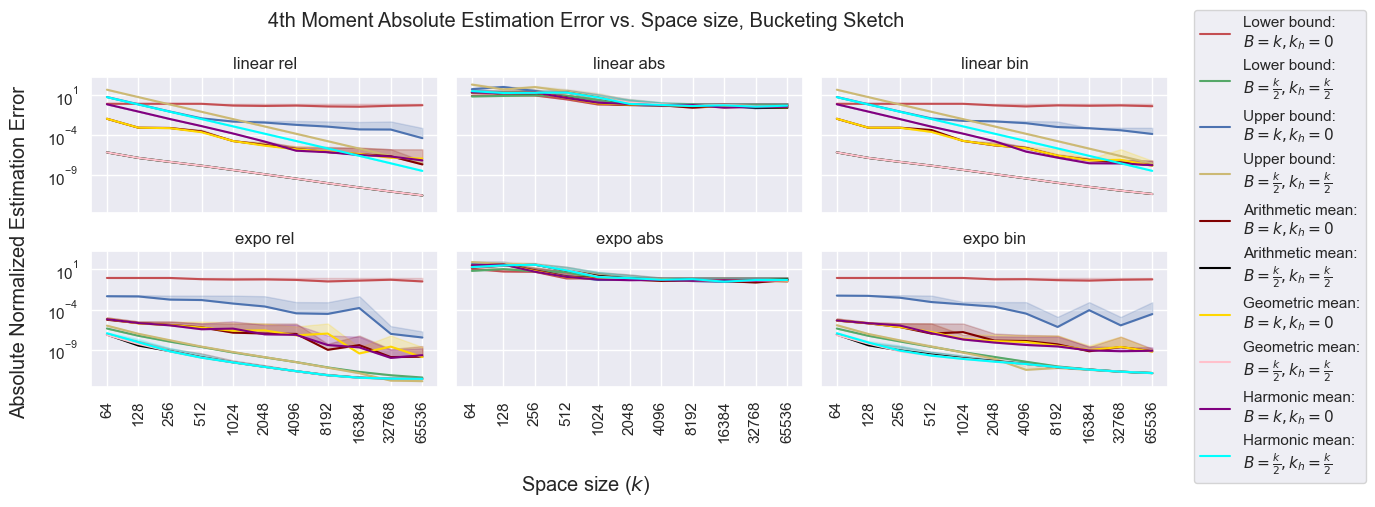 4th Moment Absolute Estimation Error vs. Space size, Bucketing Sketch
linear rel
linear abs
linear bin
10^1
10^-4
10^-9
expo rel
expo abs
expo bin
10^1
10^-4
10^-9
Absolute Normalized Estimation Error
64 128 256 512 1024 2048 4096 8192 16384 32768 65536
64 128 256 512 1024 2048 4096 8192 16384 32768 65536
64 128 256 512 1024 2048 4096 8192 16384 32768 65536
Space size (k)
Lower bound:
B = k, k_h = 0
Lower bound:
B = k/2, k_h = k/2
Upper bound:
B = k, k_h = 0
Upper bound:
B = k/2, k_h = k/2
Arithmetic mean:
B = k, k_h = 0
Arithmetic mean:
B = k/2, k_h = k/2
Geometric mean:
B = k, k_h = 0
Geometric mean:
B = k/2, k_h = k/2
Harmonic mean:
B = k, k_h = 0
Harmonic mean:
B = k/2, k_h = k/2